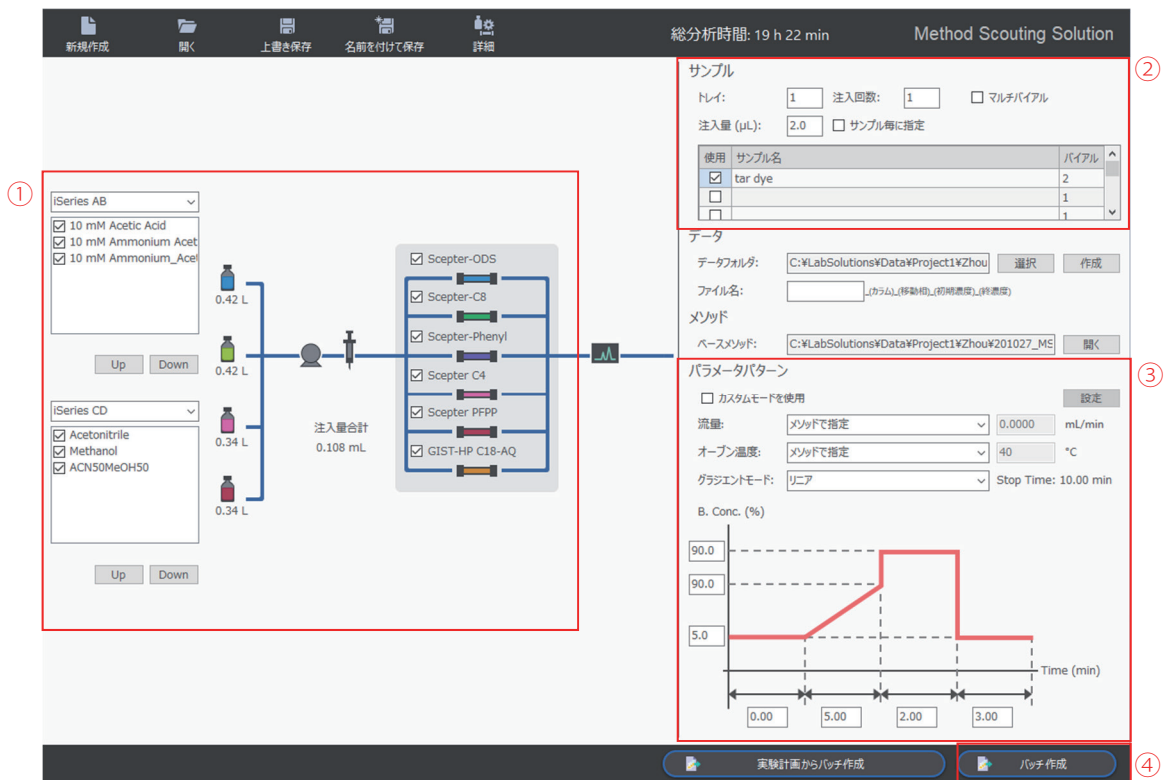 新規作成 開く 上書き保存 名前を付けて保存 詳細 総分析時間: 19 h 22 min Method Scouting Solution
①
iSeries AB
10 mM Acetic Acid
10 mM Ammonium Acet
10 mM Ammonium_Acet
Up Down
iSeries CD
Acetonitrile
Methanol
ACN50MeOH50
Up Down
0.42 L
0.42 L
0.34 L
0.34 L
注入量合計
0.108 mL
Scepter-ODS
Scepter-C8
Scepter-Phenyl
Scepter C4
Scepter PFPP
GIST-HP C18-AQ
②
サンプル
トレイ: 1 注入回数: 1 マルチバイアル
注入量 (µL): 2.0 サンプル毎に指定
使用 サンプル名 バイアル
tar dye 2
1
1
データ
データフォルダ: C:¥LabSolutions¥Data¥Project1¥Zhou 選択 作成
ファイル名: _(カラム)_(移動相)_(初期濃度)_(終濃度)
メソッド
ベースメソッド: C:¥LabSolutions¥Data¥Project1¥Zhou¥201027_MS 開く
③
パラメータパターン
カスタムモードを使用 設定
流量: メソッドで指定 0.0000 mL/min
オーブン温度: メソッドで指定 40 °C
グラジエントモード: リニア Stop Time: 10.00 min
B. Conc. (%)
90.0
90.0
5.0
Time (min)
0.00 5.00 2.00 3.00
実験計画からバッチ作成 バッチ作成 ④